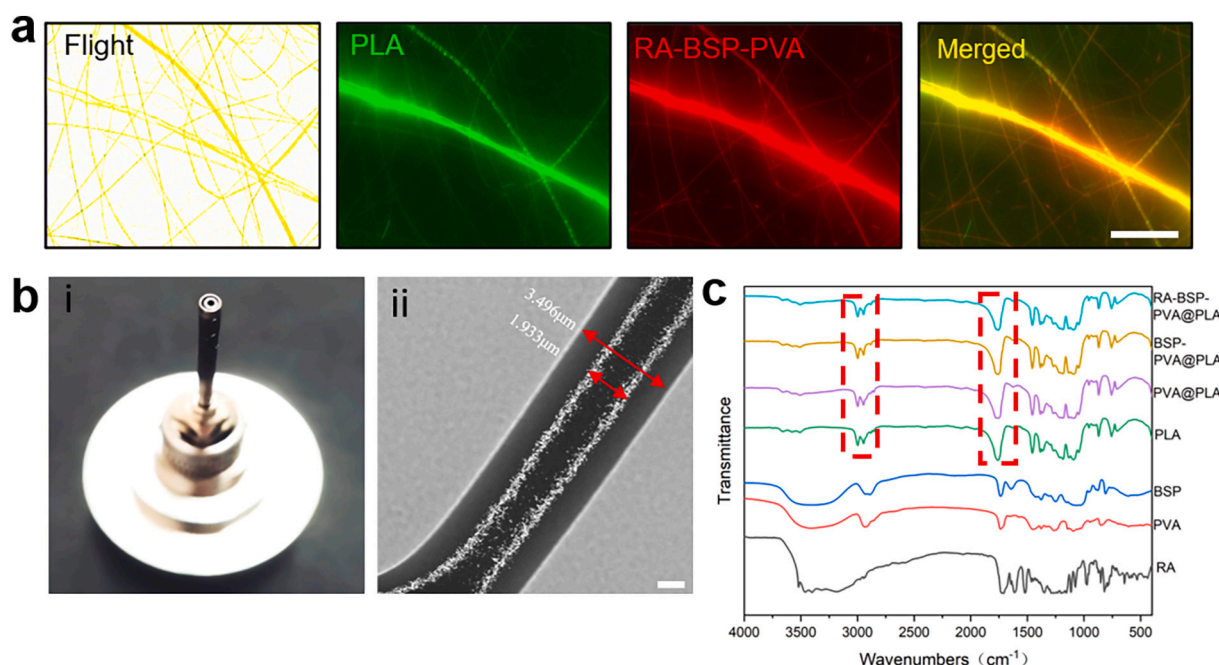 a
Flight
PLA
RA-BSP-PVA
Merged
b
i
ii
3.496μm
1.933μm
c
Transmittance
RA-BSP-
PVA@PLA
BSP-
PVA@PLA
PVA@PLA
PLA
BSP
PVA
RA
4000 3500 3000 2500 2000 1500 1000 500
Wavenumbers (cm⁻¹)